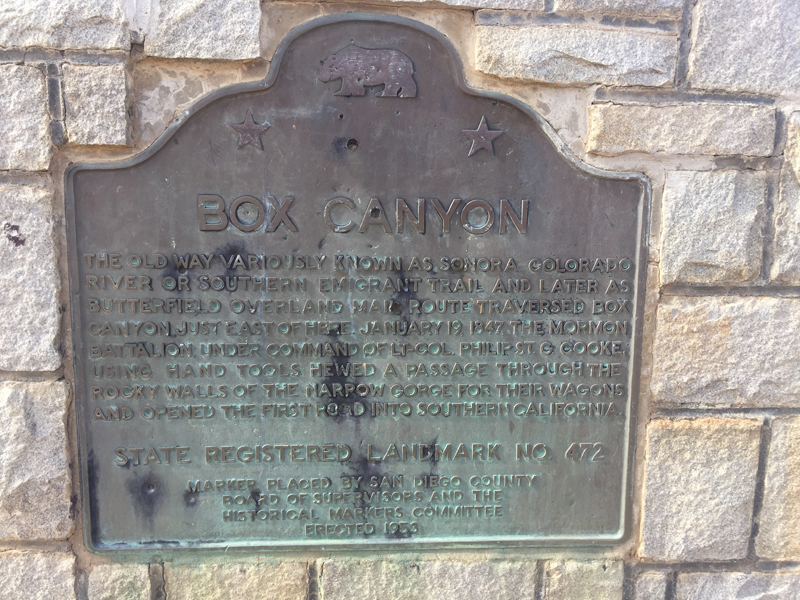 BOX CANYON
THE OLD WAY VARIOUSLY KNOWN AS SONORA, COLORADO
RIVER OR SOUTHERN EMIGRANT TRAIL AND LATER AS
BUTTERFIELD OVERLAND MAIL ROUTE TRAVERSED BOX
CANYON JUST EAST OF HERE. JANUARY 19, 1847, THE MORMON
BATTALION, UNDER COMMAND OF LT-COL. PHILIP ST. G. COOKE,
USING HAND TOOLS HEWED A PASSAGE THROUGH THE
ROCKY WALLS OF THE NARROW GORGE FOR THEIR WAGONS
AND OPENED THE FIRST ROAD INTO SOUTHERN CALIFORNIA.
STATE REGISTERED LANDMARK NO. 472
MARKER PLACED BY SAN DIEGO COUNTY
BOARD OF SUPERVISORS AND THE
HISTORICAL MARKERS COMMITTEE
ERECTED 1953